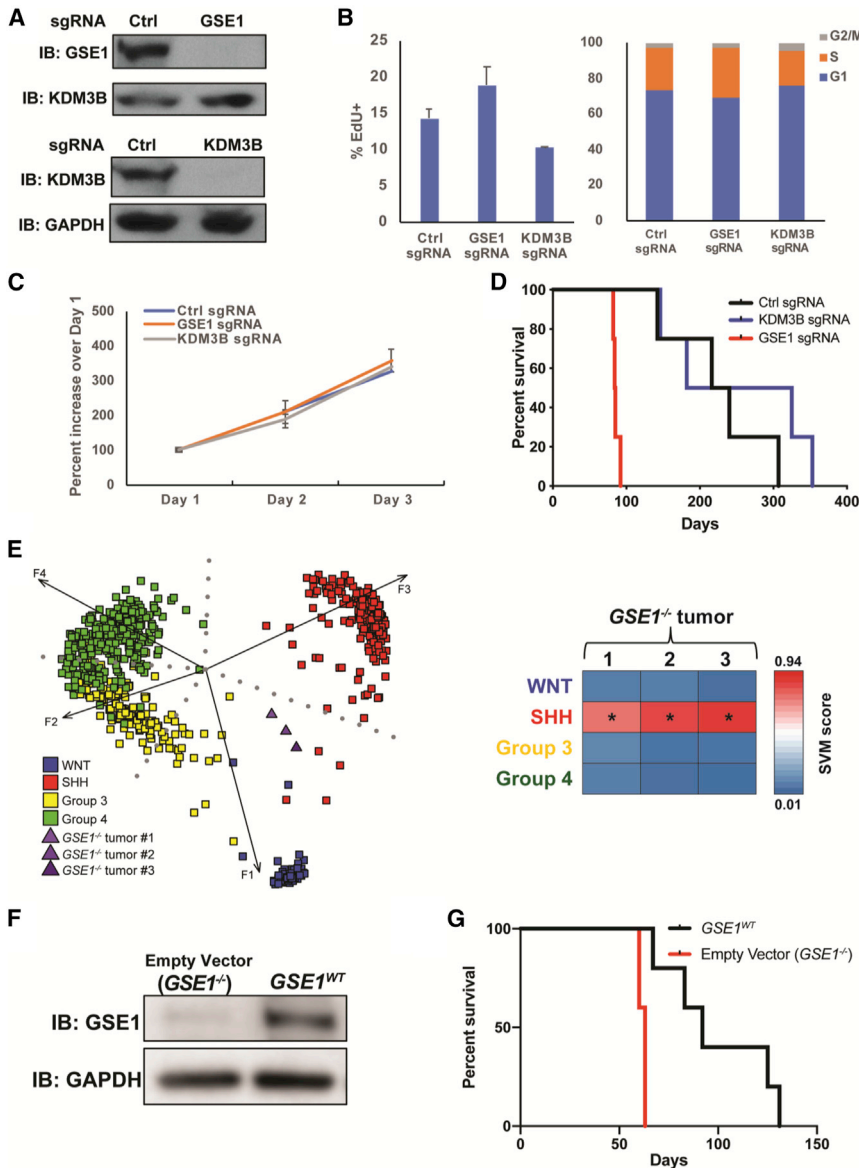 A
sgRNA Ctrl GSE1
IB: GSE1
IB: KDM3B
sgRNA Ctrl KDM3B
IB: KDM3B
IB: GAPDH
B
25
20
15
10
5
0
% EdU+
Ctrl sgRNA
GSE1 sgRNA
KDM3B sgRNA
100
80
60
40
20
0
Ctrl sgRNA
GSE1 sgRNA
KDM3B sgRNA
G2/M
S
G1
C
500
400
300
200
100
0
Percent increase over Day 1
Ctrl sgRNA
GSE1 sgRNA
KDM3B sgRNA
Day 1 Day 2 Day 3
D
100
80
60
40
20
0
Percent survival
Ctrl sgRNA
KDM3B sgRNA
GSE1 sgRNA
0 100 200 300 400
Days
E
F4
F3
F2
F1
WNT
SHH
Group 3
Group 4
GSE1-/- tumor #1
GSE1-/- tumor #2
GSE1-/- tumor #3
GSE1-/- tumor
1 2 3
WNT
SHH * * *
Group 3
Group 4
0.94
SVM score
0.01
F
Empty Vector
(GSE1-/-) GSE1WT
IB: GSE1
IB: GAPDH
G
100
50
0
Percent survival
GSE1WT
Empty Vector (GSE1-/-)
0 50 100 150
Days